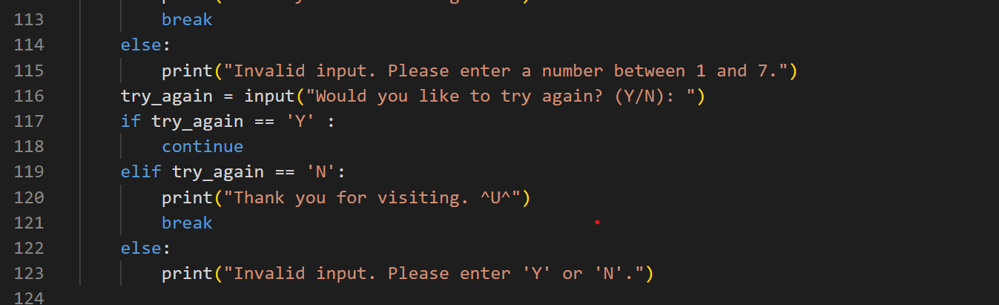 113 break
114 else:
115 print("Invalid input. Please enter a number between 1 and 7.")
116 try_again = input("Would you like to try again? (Y/N): ")
117 if try_again == 'Y' :
118 continue
119 elif try_again == 'N':
120 print("Thank you for visiting. ^U^")
121 break
122 else:
123 print("Invalid input. Please enter 'Y' or 'N'.")
124